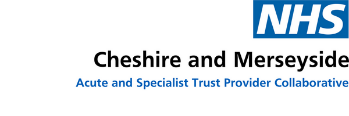 NHS
Cheshire and Merseyside
Acute and Specialist Trust Provider Collaborative